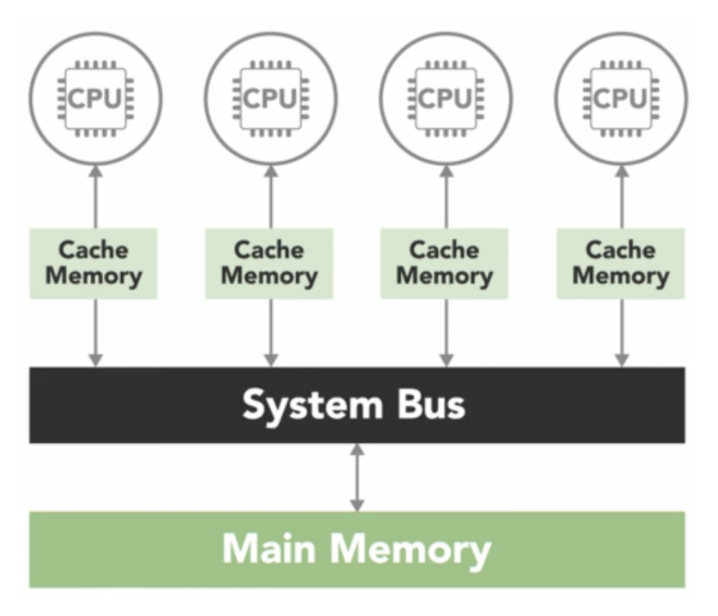 CPU CPU CPU CPU
Cache Cache Cache Cache
Memory Memory Memory Memory
System Bus
Main Memory